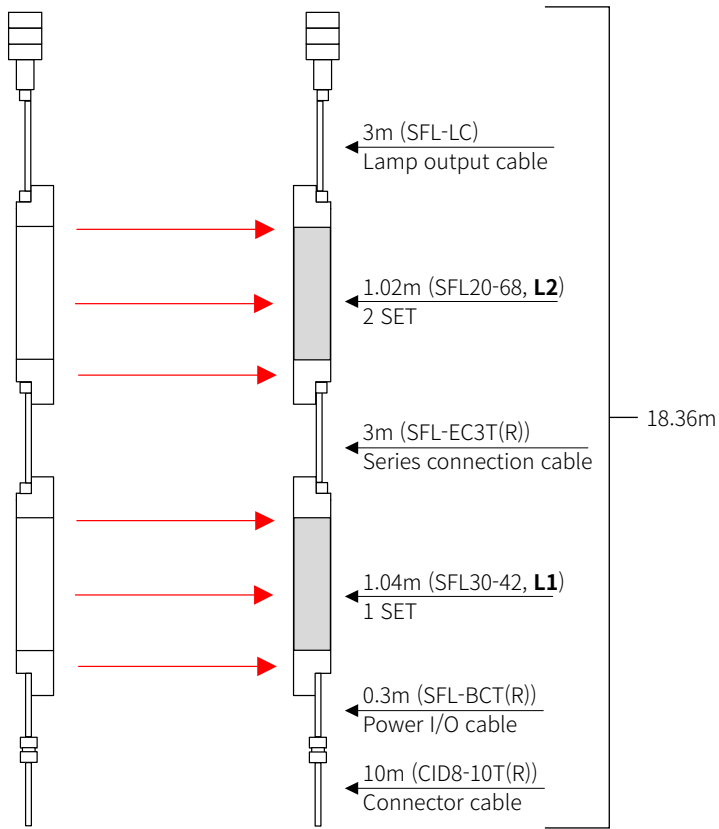 3m (SFL-LC)
Lamp output cable
1.02m (SFL20-68, L2)
2 SET
3m (SFL-EC3T(R))
Series connection cable
18.36m
1.04m (SFL30-42, L1)
1 SET
0.3m (SFL-BCT(R))
Power I/O cable
10m (CID8-10T(R))
Connector cable